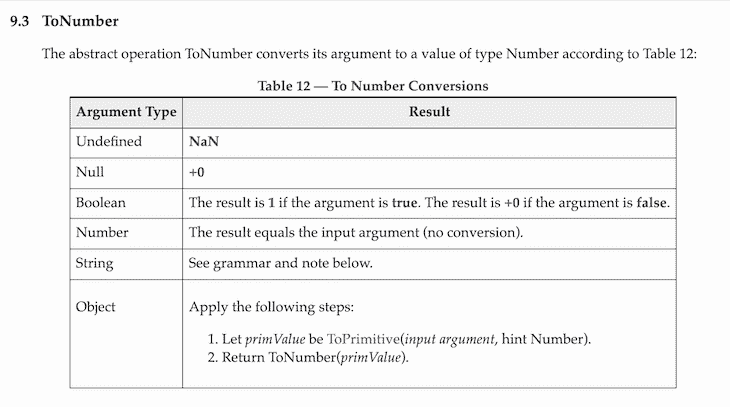 9.3 ToNumber
The abstract operation ToNumber converts its argument to a value of type Number according to Table 12:
Table 12 — To Number Conversions
Argument Type Result
Undefined NaN
Null +0
Boolean The result is 1 if the argument is true. The result is +0 if the argument is false.
Number The result equals the input argument (no conversion).
String See grammar and note below.
Object Apply the following steps:
1. Let primValue be ToPrimitive(input argument, hint Number).
2. Return ToNumber(primValue).